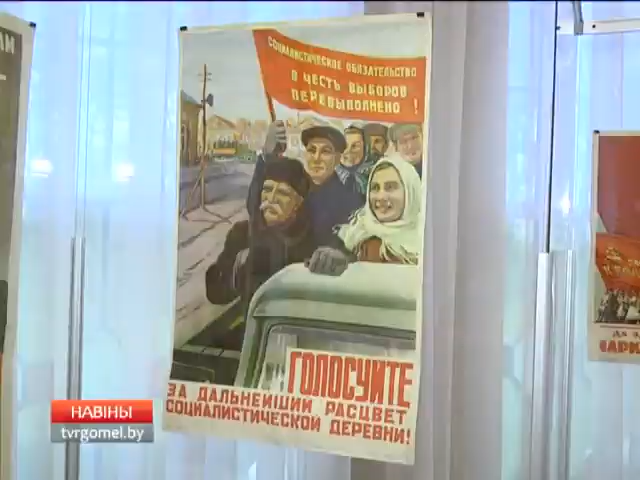 СОЦИАЛИСТИЧЕСКОЕ ОБЯЗАТЕЛЬСТВО
В ЧЕСТЬ ВЫБОРОВ
ПЕРЕВЫПОЛНЕНО!
ГОЛОСУЙТЕ
ЗА ДАЛЬНЕЙШИЙ РАСЦВЕТ
СОЦИАЛИСТИЧЕСКОЙ ДЕРЕВНИ!
НАВІНЫ
tvrgomel.by